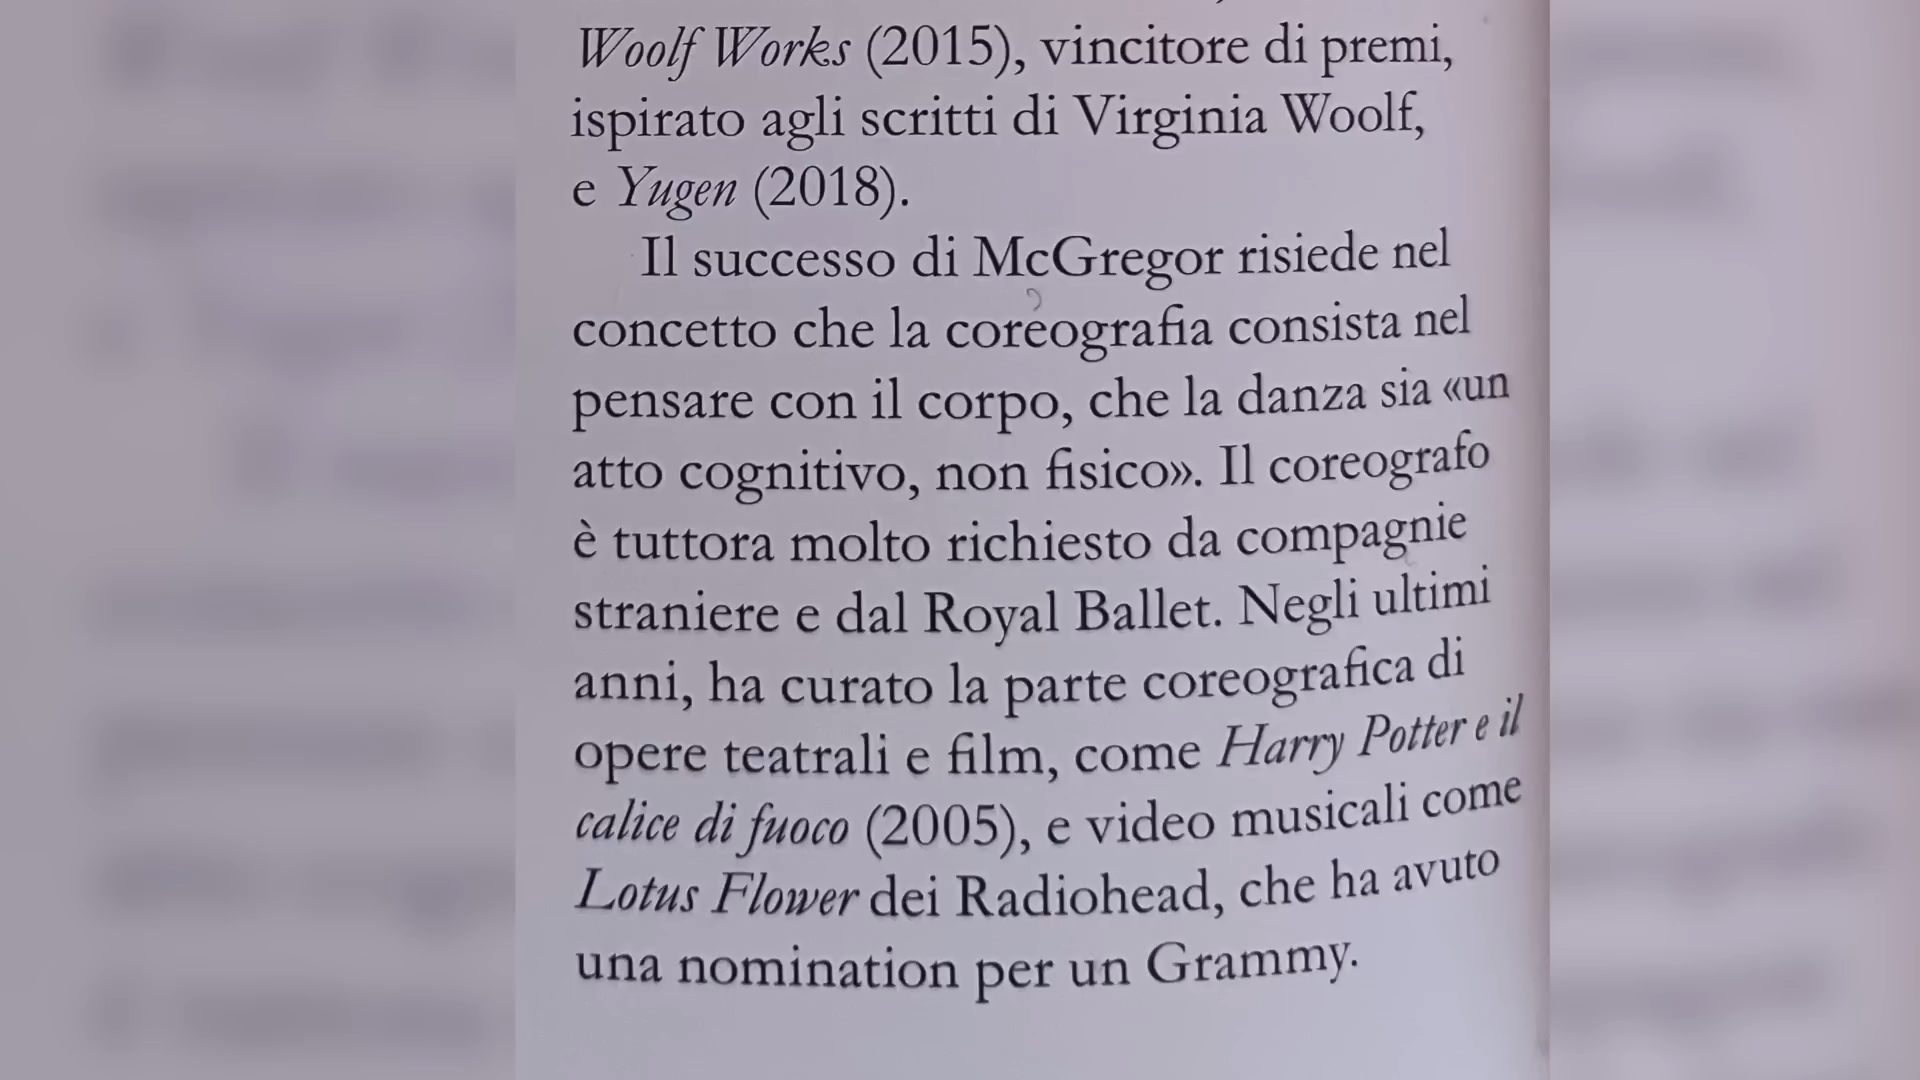 Woolf Works (2015), vincitore di premi,
ispirato agli scritti di Virginia Woolf,
e Yugen (2018).
Il successo di McGregor risiede nel
concetto che la coreografia consista nel
pensare con il corpo, che la danza sia «un
atto cognitivo, non fisico». Il coreografo
è tuttora molto richiesto da compagnie
straniere e dal Royal Ballet. Negli ultimi
anni, ha curato la parte coreografica di
opere teatrali e film, come Harry Potter e il
calice di fuoco (2005), e video musicali come
Lotus Flower dei Radiohead, che ha avuto
una nomination per un Grammy.